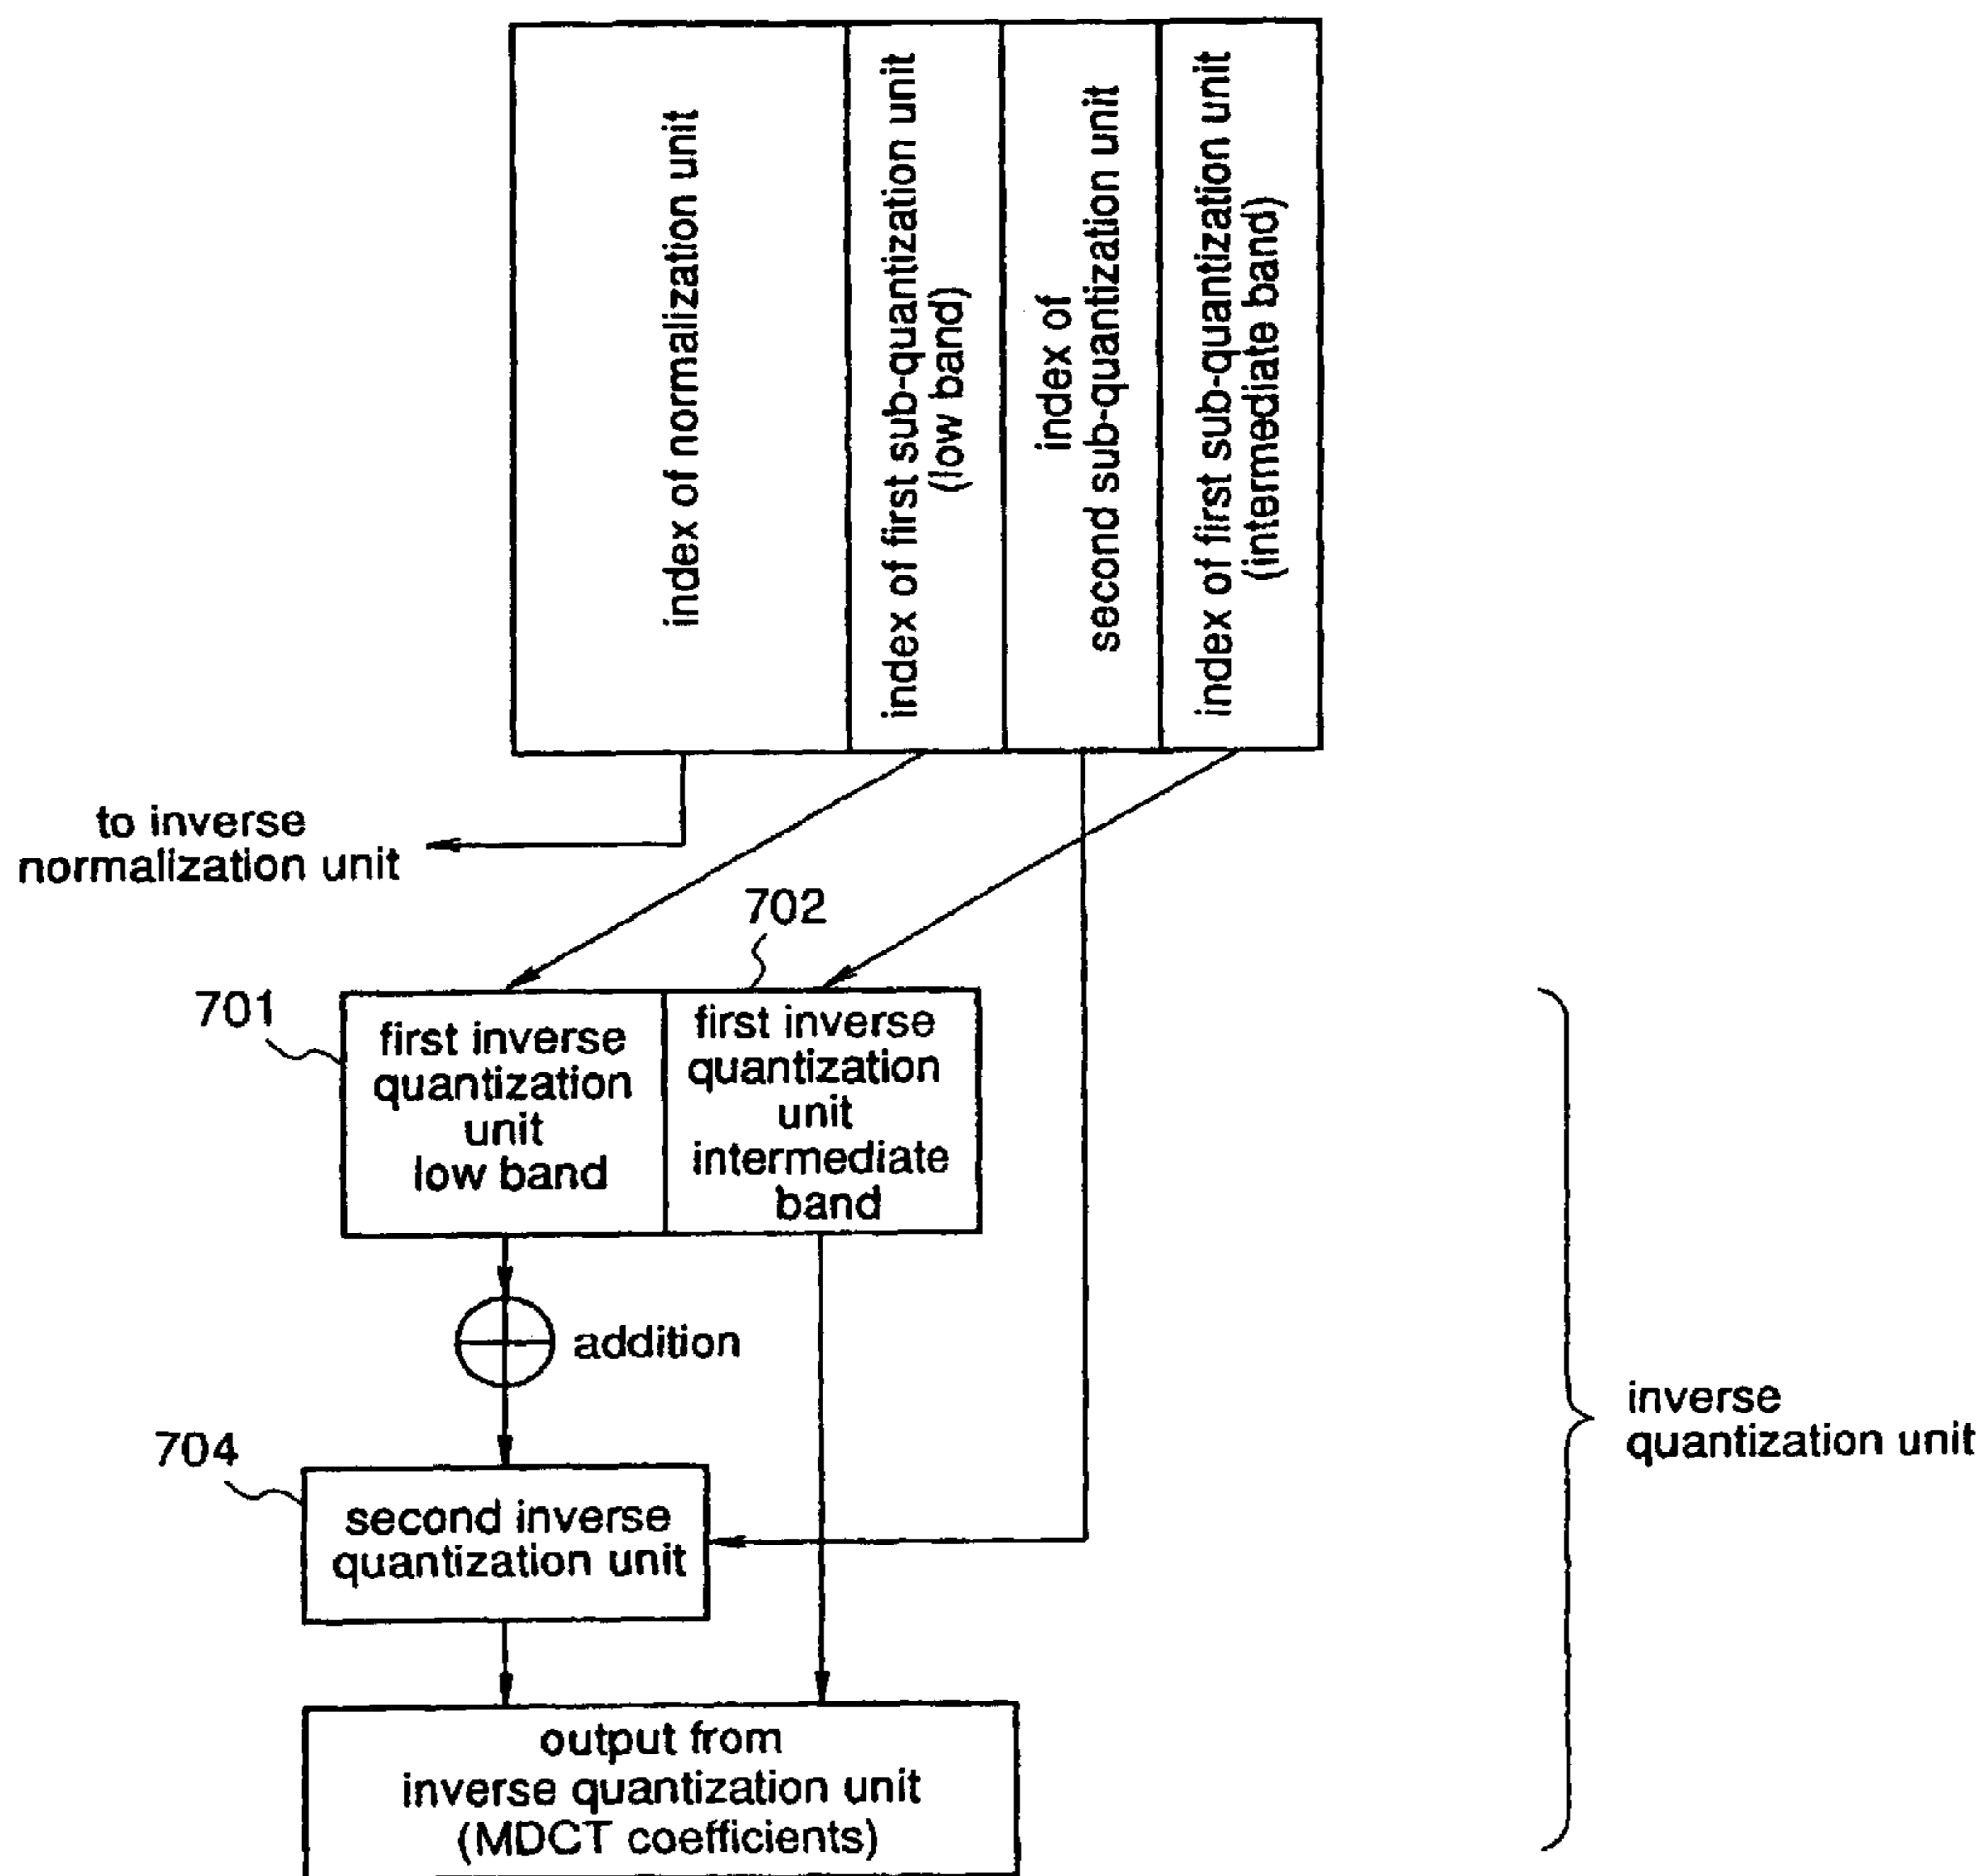 index of normalization unit
index of first sub-quantization unit
(low band)
index of
second sub-quantization unit
index of first sub-quantization unit
(intermediate band)
to inverse
normalization unit
702
701
first inverse
quantization
unit
low band
first inverse
quantization
unit
intermediate
band
addition
704
second inverse
quantization unit
inverse
quantization unit
output from
inverse quantization unit
(MDCT coefficients)